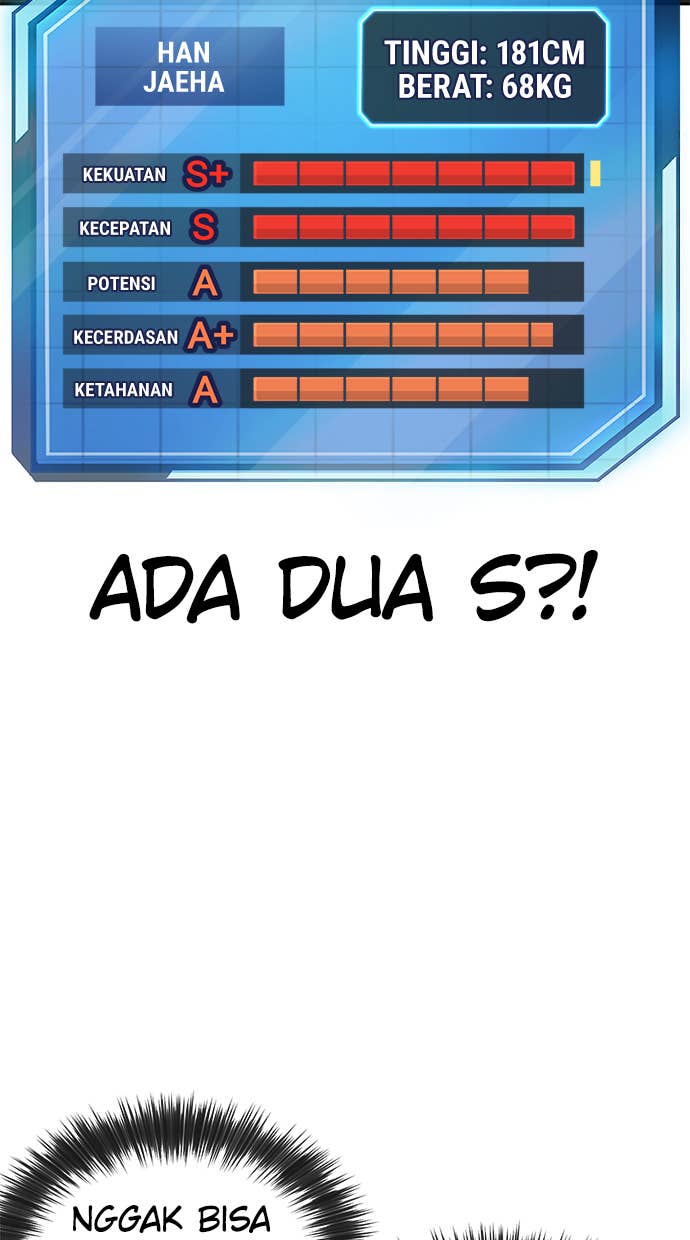 HAN
JAEHA
TINGGI: 181CM
BERAT: 68KG
KEKUATAN S+
KECEPATAN S
POTENSI A
KECERDASAN A+
KETAHANAN A
ADA DUA S?!
NGGAK BISA